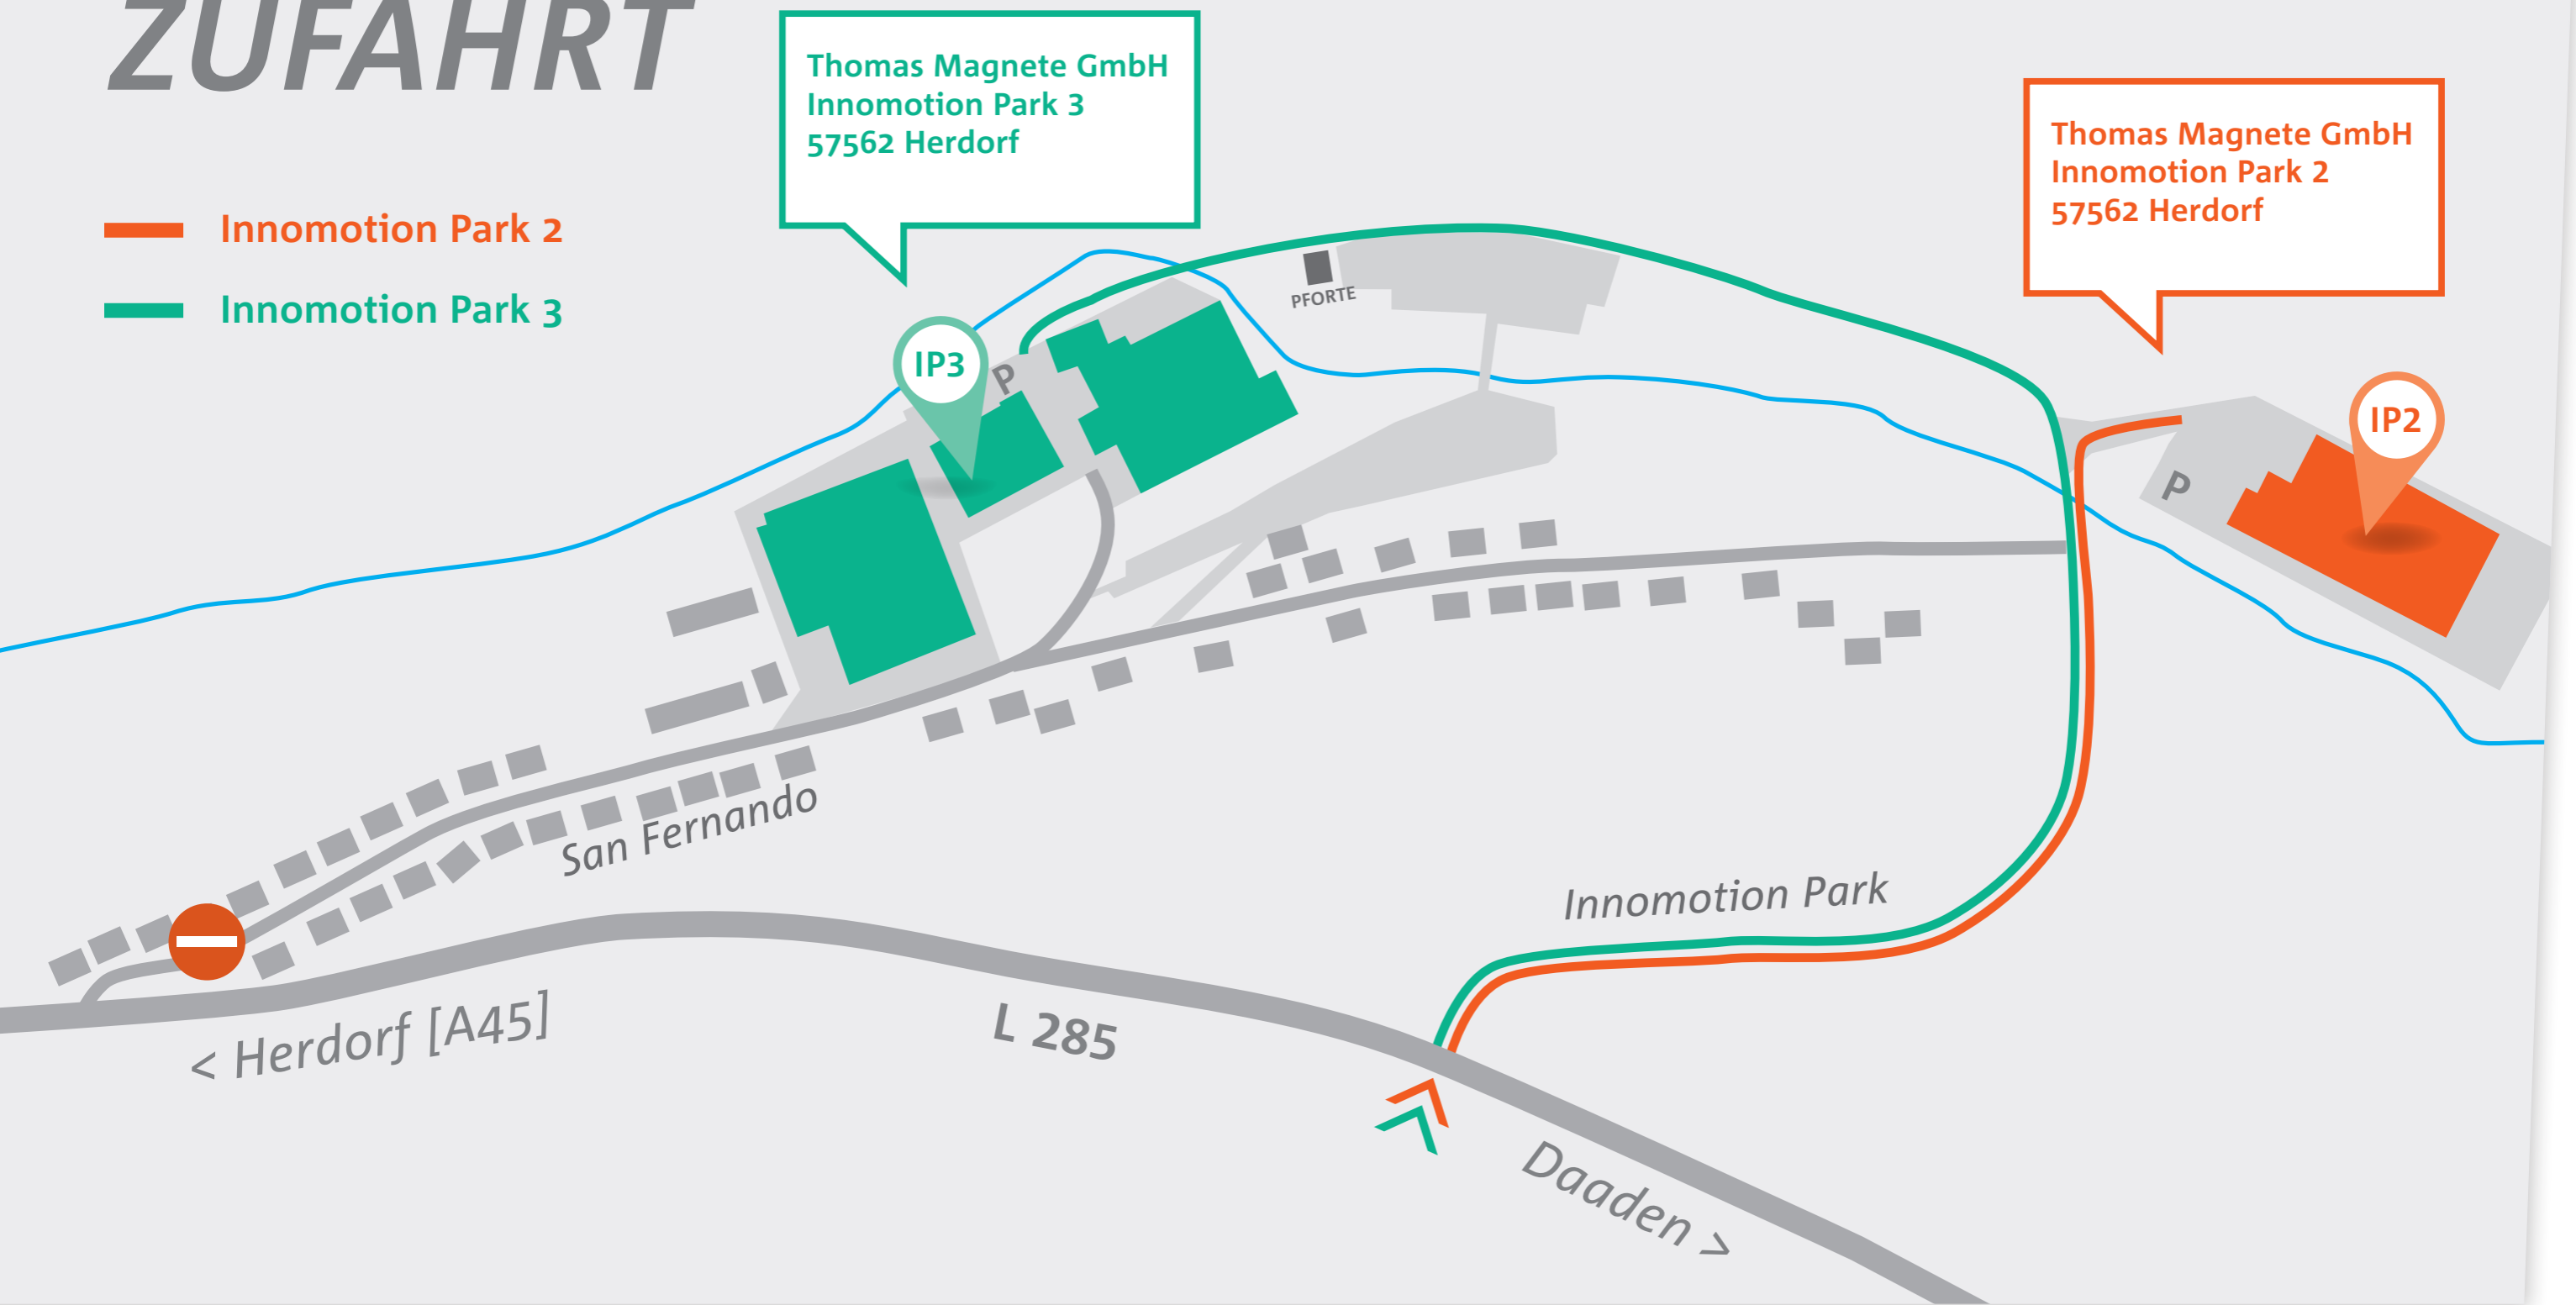 ZUFAHRT
Innomotion Park 2
Innomotion Park 3
Thomas Magnete GmbH
Innomotion Park 3
57562 Herdorf
Thomas Magnete GmbH
Innomotion Park 2
57562 Herdorf
PFORTE
IP3
P
IP2
P
San Fernando
Innomotion Park
< Herdorf [A45]
L 285
Daaden >